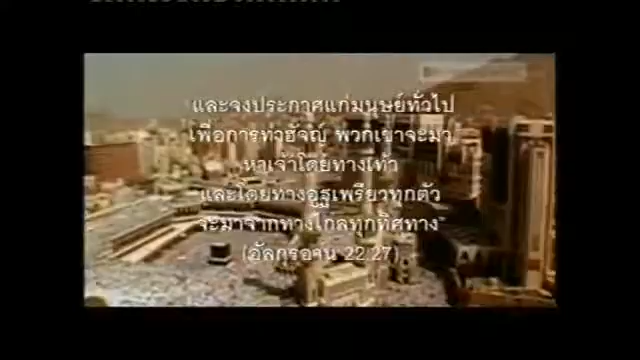 "และจงประกาศแก่มนุษย์ทั่วไป
เพื่อการทำฮัจญ์ พวกเขาจะมา
หาเจ้าโดยทางเท้า
และโดยทางอูฐเพรียวทุกตัว
จะมาจากทางไกลทุกทิศทาง"
(อัลกุรอาน 22:27)